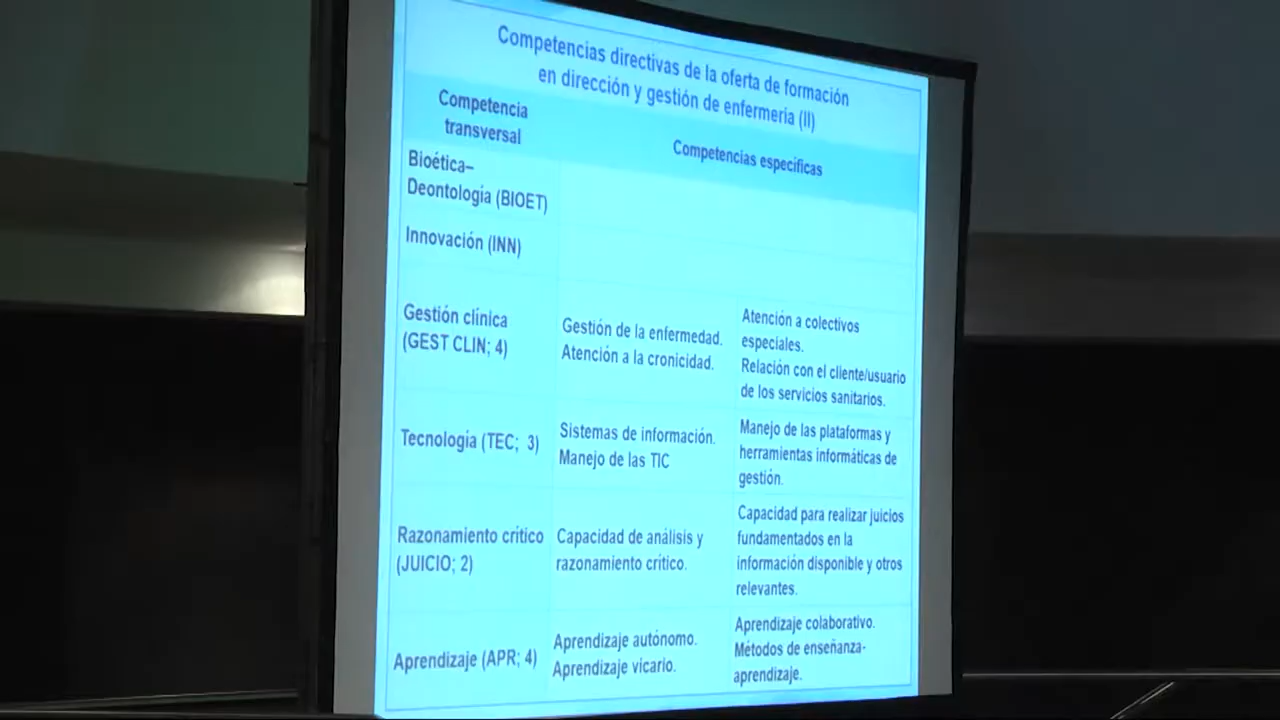 Competencias directivas de la oferta de formación
en dirección y gestión de enfermería (II)
Competencia
transversal
Competencias específicas
Bioética–
Deontología (BIOET)
Innovación (INN)
Gestión clínica
(GEST CLIN; 4)
Gestión de la enfermedad.
Atención a la cronicidad.
Atención a colectivos
especiales.
Relación con el cliente/usuario
de los servicios sanitarios.
Tecnología (TEC; 3)
Sistemas de información.
Manejo de las TIC
Manejo de las plataformas y
herramientas informáticas de
gestión.
Razonamiento crítico
(JUICIO; 2)
Capacidad de análisis y
razonamiento crítico.
Capacidad para realizar juicios
fundamentados en la
información disponible y otros
relevantes.
Aprendizaje (APR; 4)
Aprendizaje autónomo.
Aprendizaje vicario.
Aprendizaje colaborativo.
Métodos de enseñanza-
aprendizaje.